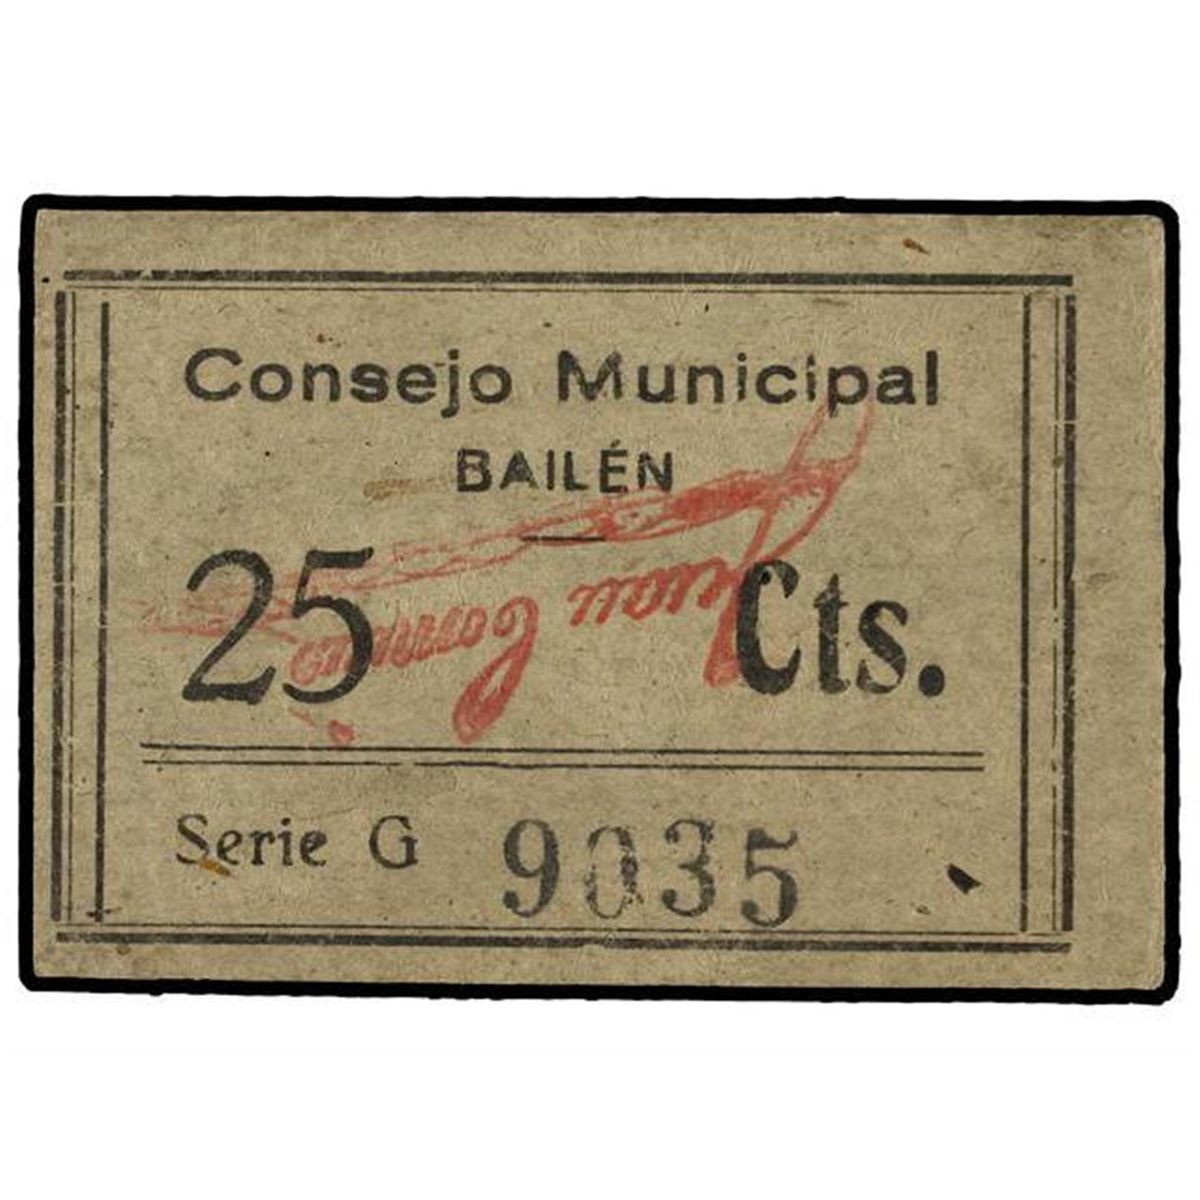 Consejo Municipal
BAILÉN
25 Cts.
Serie G 9035